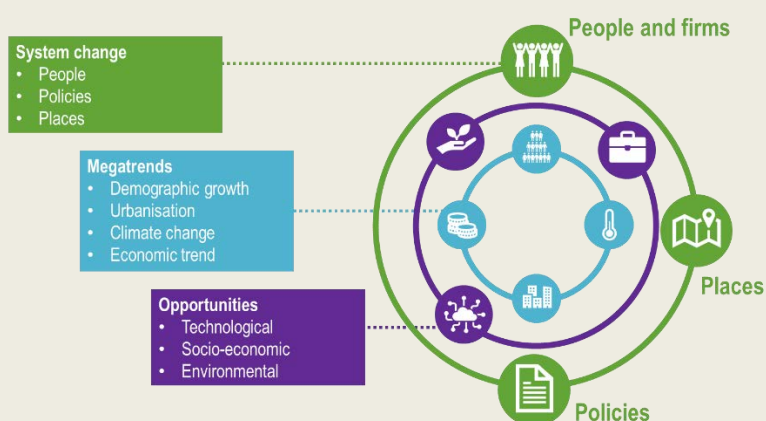 People and firms
System change
• People
• Policies
• Places
Megatrends
• Demographic growth
• Urbanisation
• Climate change
• Economic trend
Places
Opportunities
• Technological
• Socio-economic
• Environmental
Policies